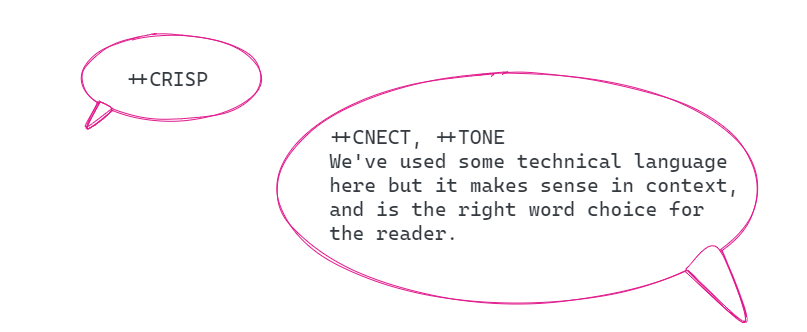 ++CRISP
++CNECT, ++TONE
We've used some technical language
here but it makes sense in context,
and is the right word choice for
the reader.